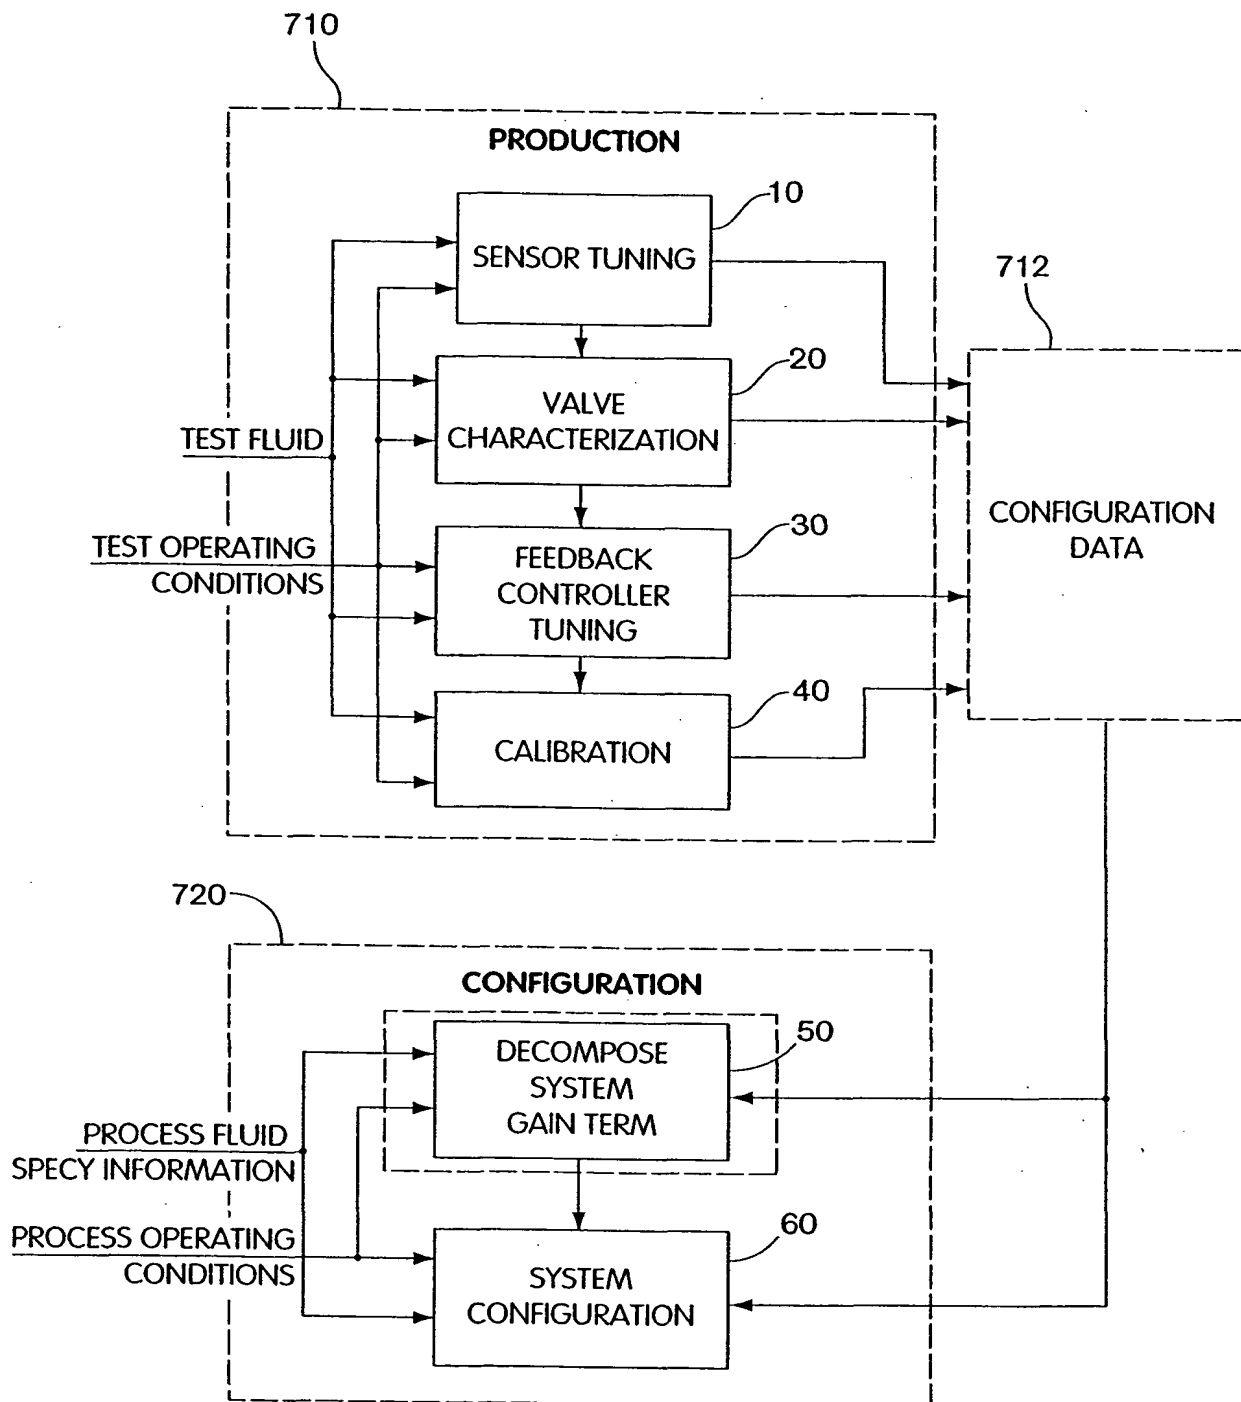 710
PRODUCTION
10
SENSOR TUNING
712
20
VALVE
CHARACTERIZATION
TEST FLUID
30
CONFIGURATION
DATA
TEST OPERATING
CONDITIONS
FEEDBACK
CONTROLLER
TUNING
40
CALIBRATION
720
CONFIGURATION
50
DECOMPOSE
SYSTEM
GAIN TERM
PROCESS FLUID
SPECY INFORMATION
60
PROCESS OPERATING
CONDITIONS
SYSTEM
CONFIGURATION